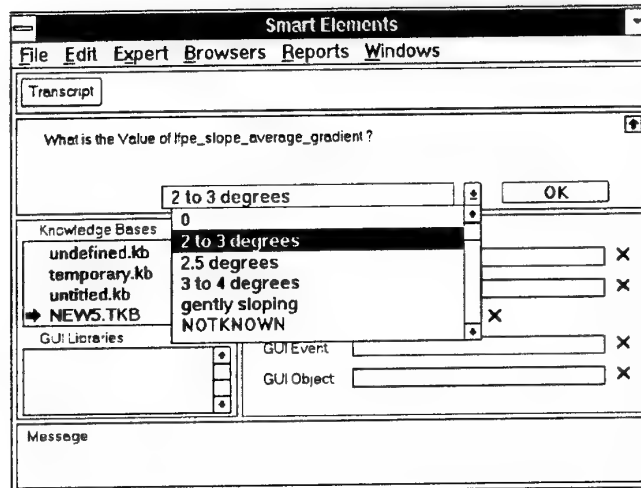 Smart Elements
File Edit Expert Browsers Reports Windows
Transcript
What is the Value of lfpe_slope_average_gradient ?
2 to 3 degrees
OK
0
2 to 3 degrees
2.5 degrees
3 to 4 degrees
gently sloping
NOTKNOWN
Knowledge Bases
undefined.kb
temporary.kb
untitled.kb
NEW5.TKB
GUI Libraries
GUI Event
GUI Object
Message